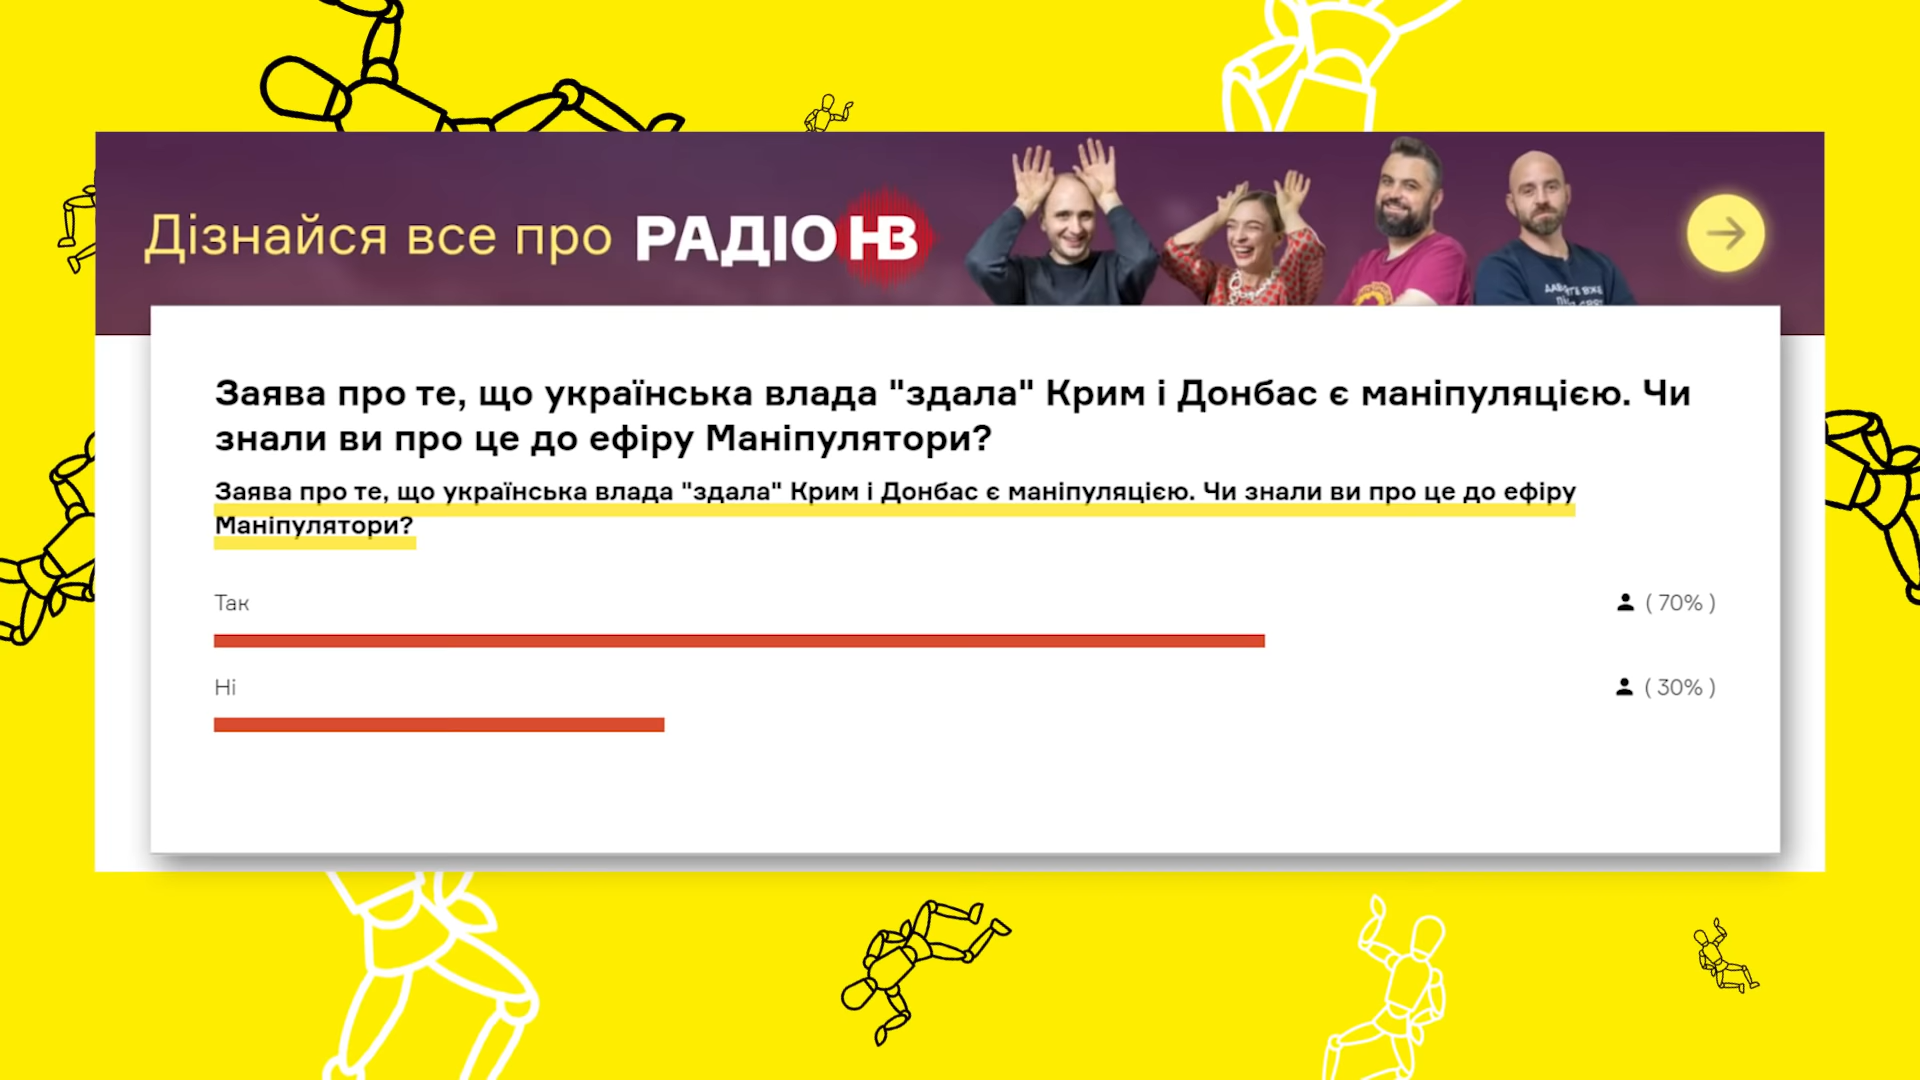 Дізнайся все про РАДІО НВ
Заява про те, що українська влада "здала" Крим і Донбас є маніпуляцією. Чи
знали ви про це до ефіру Маніпулятори?
Заява про те, що українська влада "здала" Крим і Донбас є маніпуляцією. Чи знали ви про це до ефіру
Маніпулятори?
Так ( 70% )
Ні ( 30% )